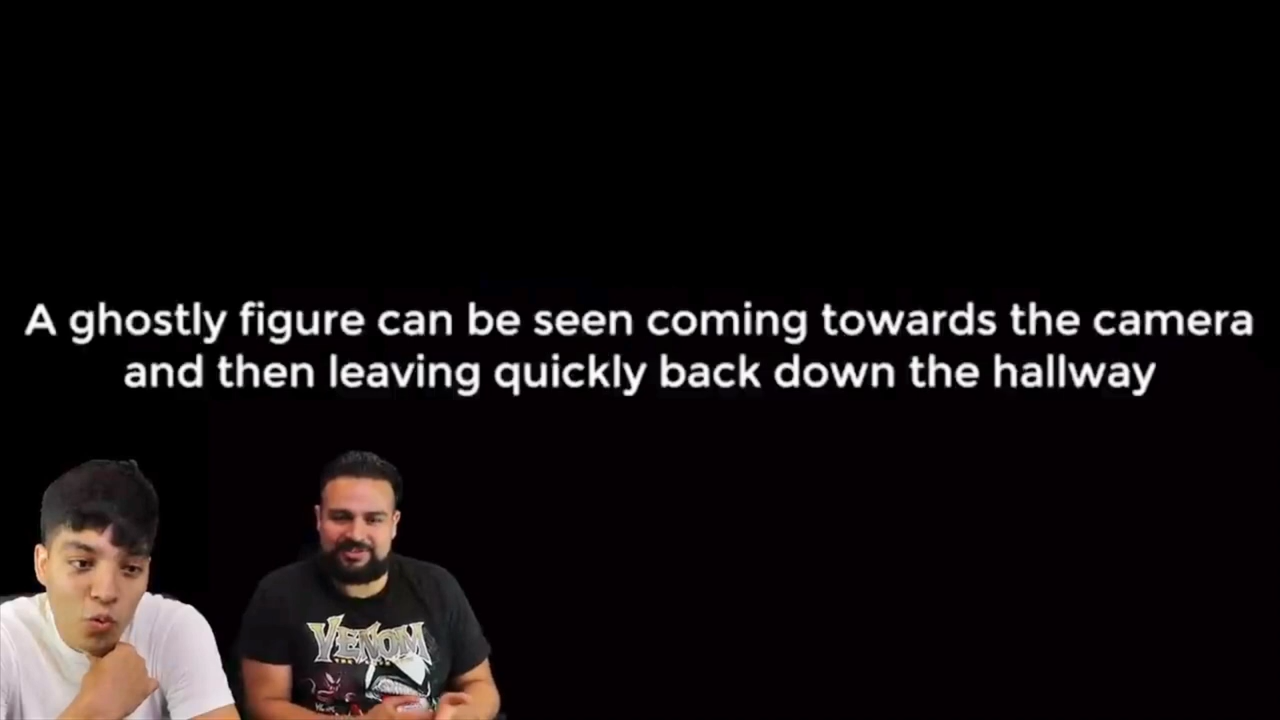 A ghostly figure can be seen coming towards the camera
and then leaving quickly back down the hallway
VENOM